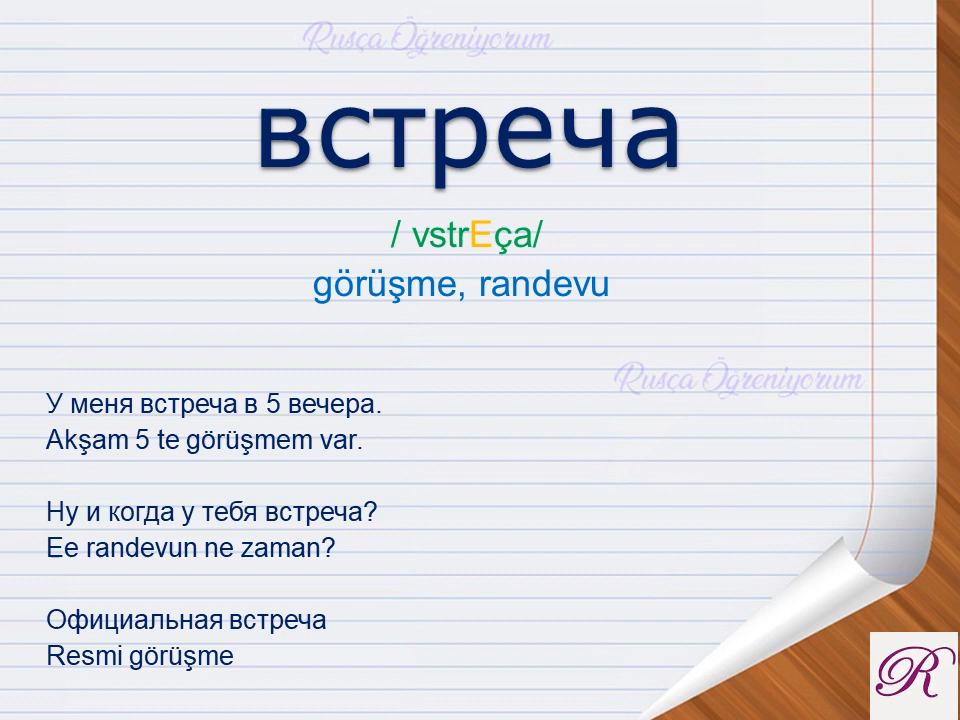 Rusça Öğreniyorum
встреча
/ vstrEça/
görüşme, randevu
Rusça Öğreniyorum
У меня встреча в 5 вечера.
Akşam 5 te görüşmem var.
Ну и когда у тебя встреча?
Ee randevun ne zaman?
Официальная встреча
Resmi görüşme
R